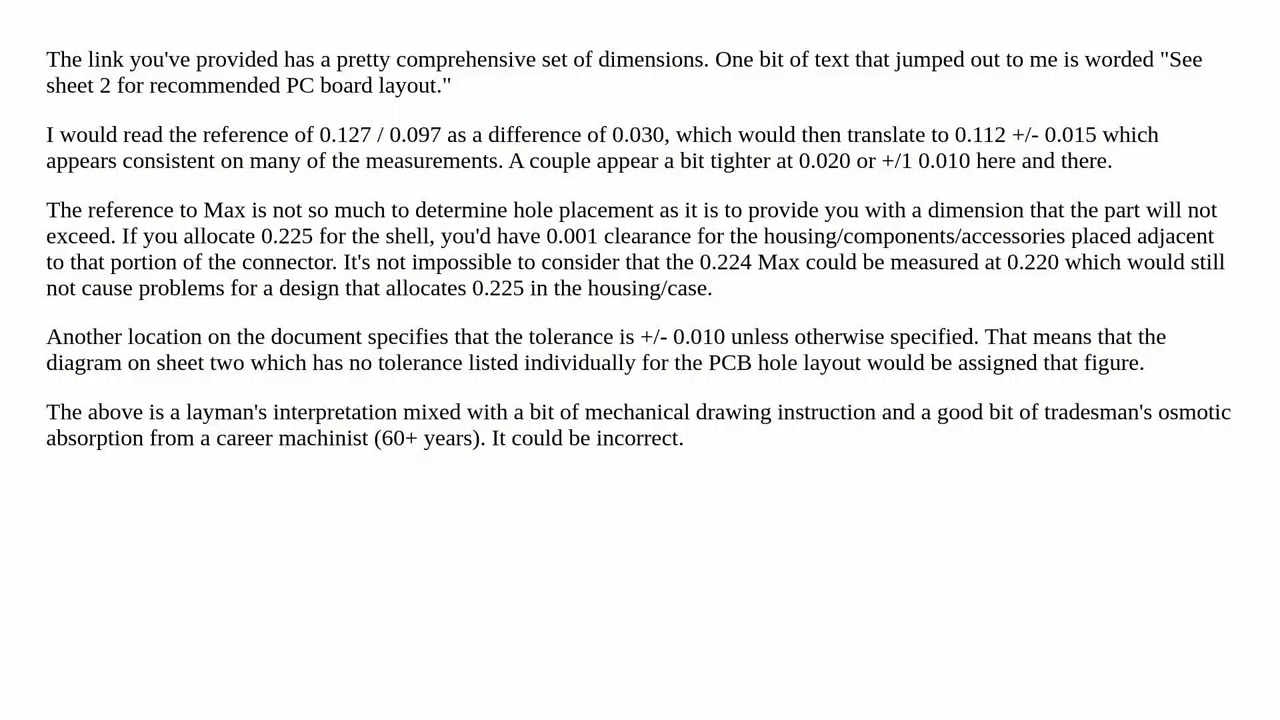 The link you've provided has a pretty comprehensive set of dimensions. One bit of text that jumped out to me is worded "See
sheet 2 for recommended PC board layout."
I would read the reference of 0.127 / 0.097 as a difference of 0.030, which would then translate to 0.112 +/- 0.015 which
appears consistent on many of the measurements. A couple appear a bit tighter at 0.020 or +/1 0.010 here and there.
The reference to Max is not so much to determine hole placement as it is to provide you with a dimension that the part will not
exceed. If you allocate 0.225 for the shell, you'd have 0.001 clearance for the housing/components/accessories placed adjacent
to that portion of the connector. It's not impossible to consider that the 0.224 Max could be measured at 0.220 which would still
not cause problems for a design that allocates 0.225 in the housing/case.
Another location on the document specifies that the tolerance is +/- 0.010 unless otherwise specified. That means that the
diagram on sheet two which has no tolerance listed individually for the PCB hole layout would be assigned that figure.
The above is a layman's interpretation mixed with a bit of mechanical drawing instruction and a good bit of tradesman's osmotic
absorption from a career machinist (60+ years). It could be incorrect.